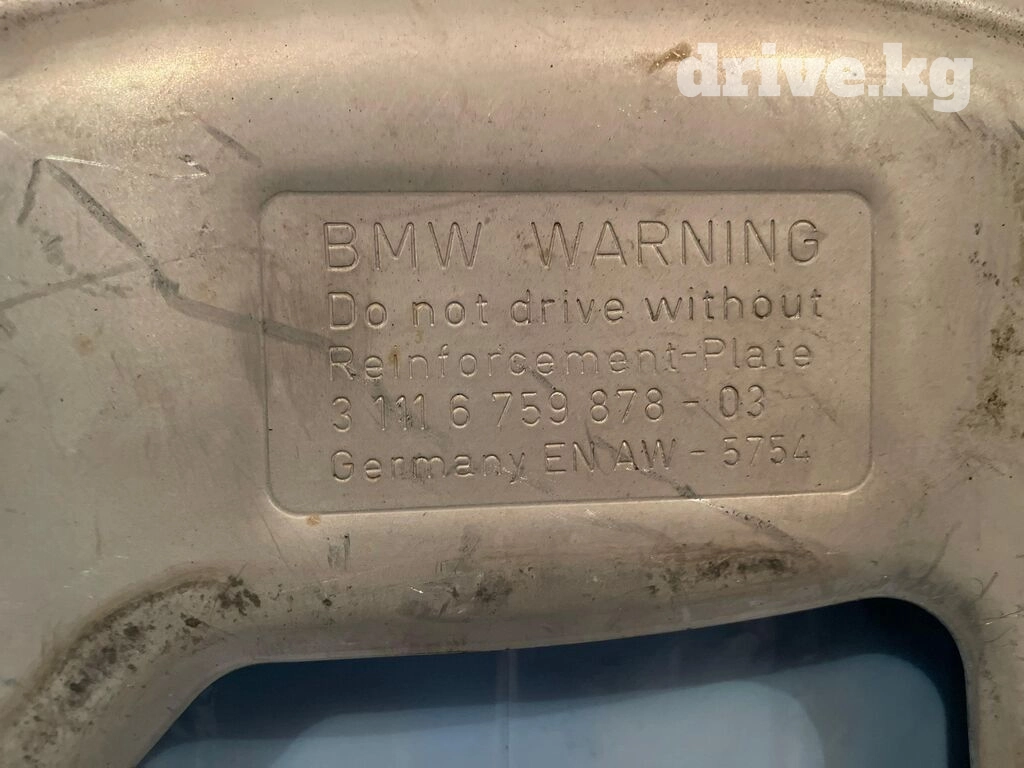 drive.kg
BMW WARNING
Do not drive without
Reinforcement-Plate
3 111 6 759 878 - 03
Germany EN AW - 5754